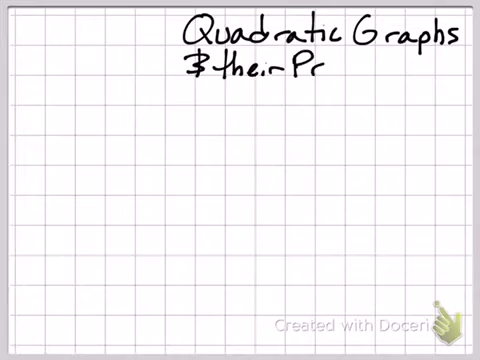 Quadratic Graphs
& their Pr
Created with Doceri